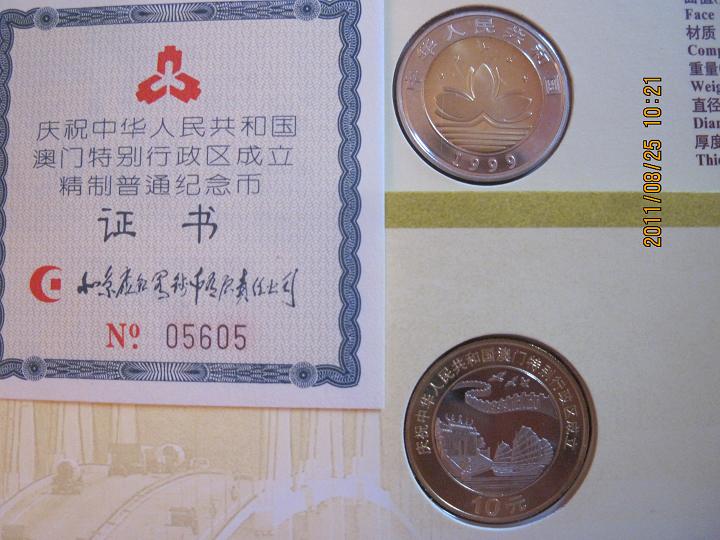 庆祝中华人民共和国
澳门特别行政区成立
精制普通纪念币
证书
Nº 05605
中华人民共和国
1999
庆祝中华人民共和国澳门特别行政区成立
10元
Face
材质
Comp
重量
Weig
直径
Dian
厚度
Thic
2011/08/25 10:21